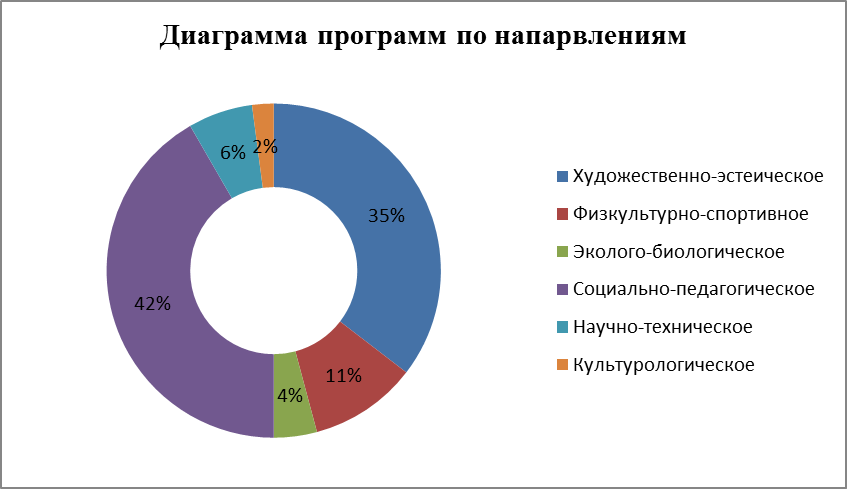 Диаграмма программ по напарвлениям
2%
6%
35%
42%
11%
4%
Художественно-эстеическое
Физкультурно-спортивное
Эколого-биологическое
Социально-педагогическое
Научно-техническое
Культурологическое